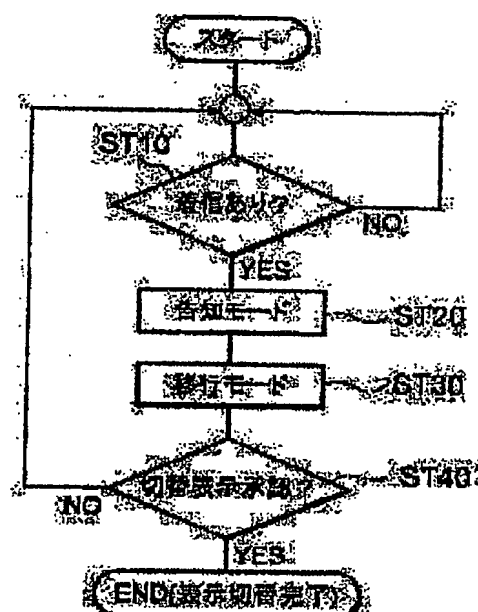 スタート
ST10
着信あり?
NO
YES
告知モード
ST20
移行モード
ST30
切替表示承認?
ST40
NO
YES
END(表示切替完了)